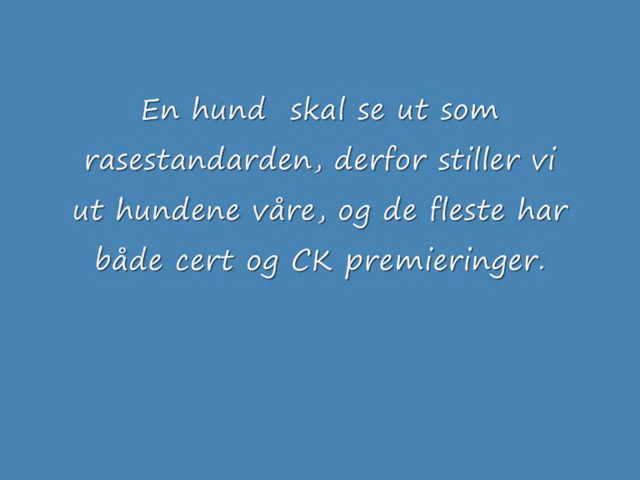 En hund  skal se ut som
rasestandarden, derfor stiller vi
ut hundene våre, og de fleste har
både cert og CK premieringer.